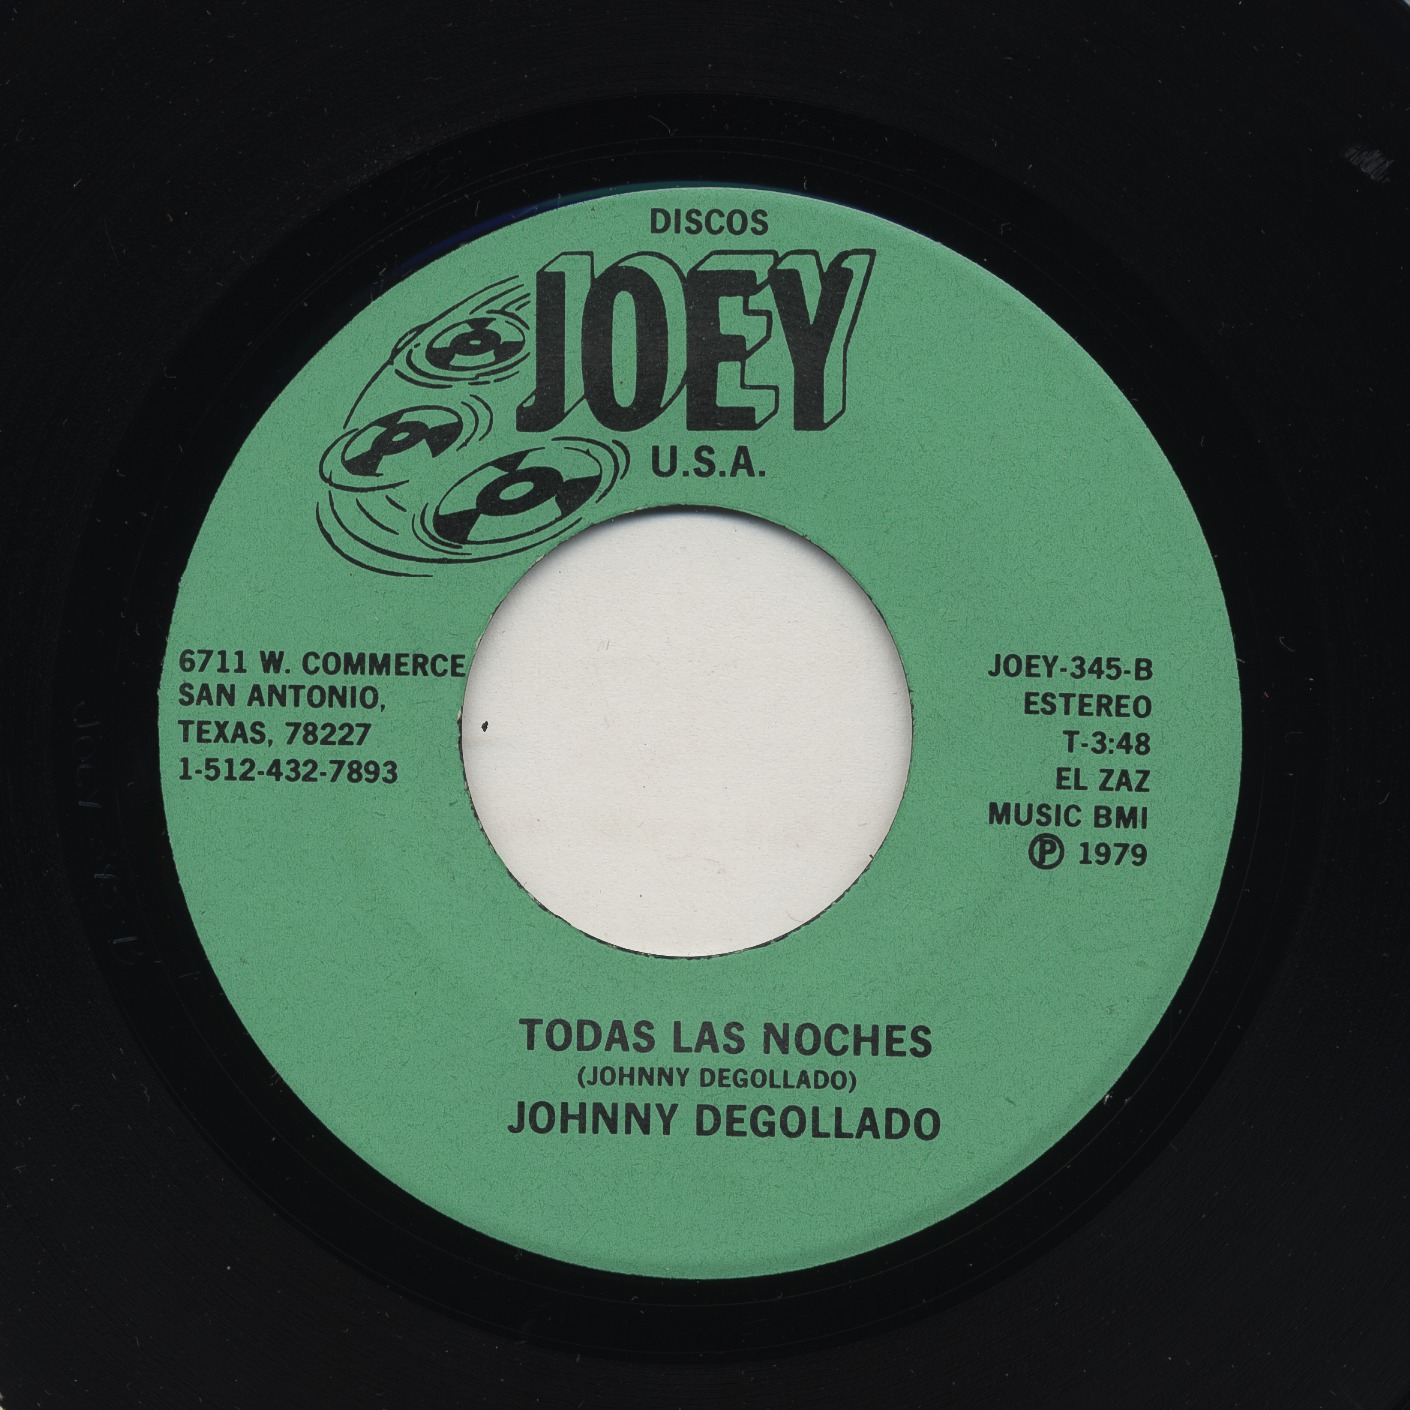 DISCOS
JOEY
U.S.A.
6711 W. COMMERCE
SAN ANTONIO,
TEXAS, 78227
1-512-432-7893
JOEY-345-B
ESTEREO
T-3:48
EL ZAZ
MUSIC BMI
Ⓟ 1979
TODAS LAS NOCHES
(JOHNNY DEGOLLADO)
JOHNNY DEGOLLADO